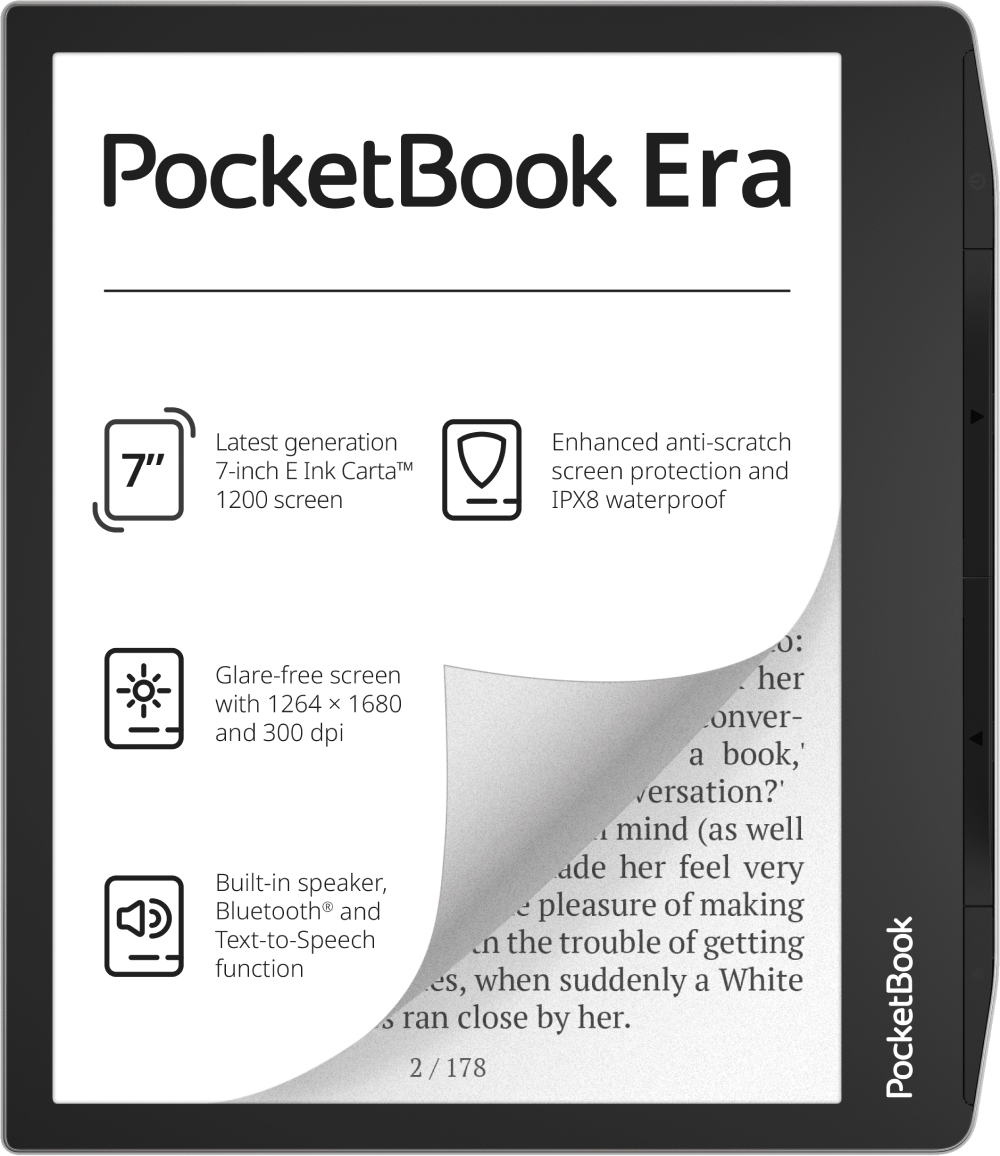 PocketBook Era
7”
Latest generation
7-inch E Ink Carta™
1200 screen
Enhanced anti-scratch
screen protection and
IPX8 waterproof
Glare-free screen
with 1264 × 1680
and 300 dpi
Built-in speaker,
Bluetooth® and
Text-to-Speech
function
her
a book,'
mind (as well
her feel very
pleasure of making
the trouble of getting
when suddenly a White
ran close by her.
2 / 178
PocketBook